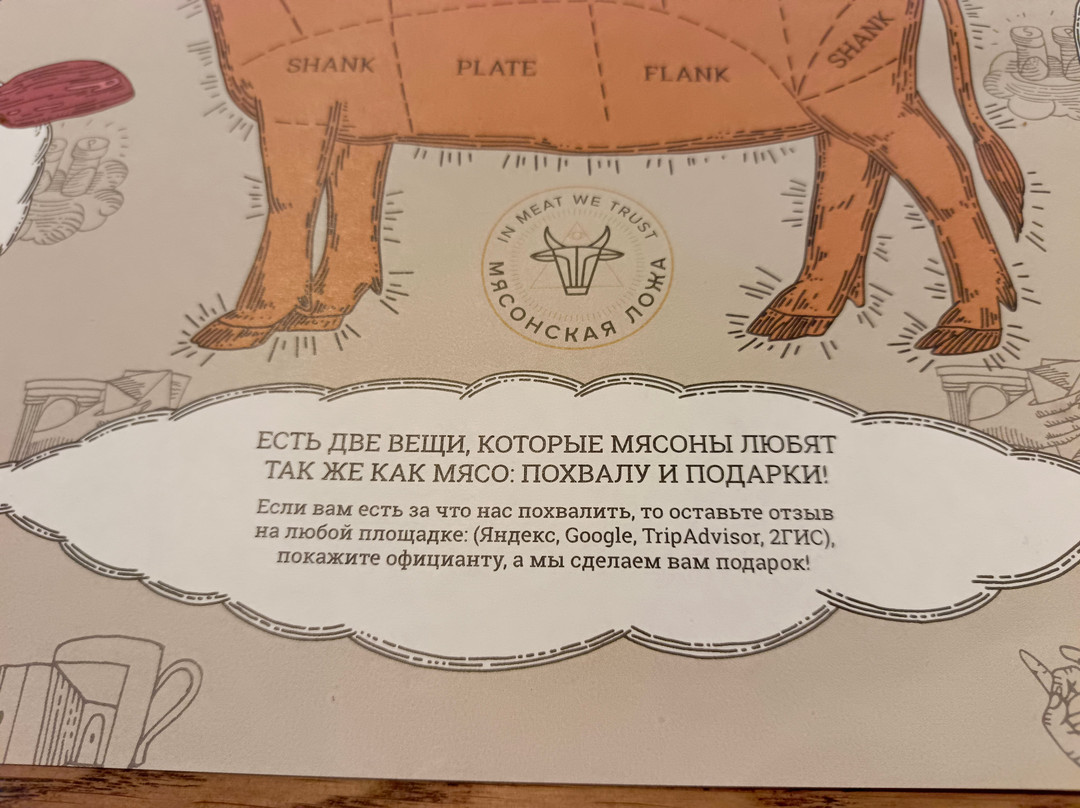 SHANK
PLATE
FLANK
SHANK
IN MEAT WE TRUST
МЯСОНСКАЯ ЛОЖА
ЕСТЬ ДВЕ ВЕЩИ, КОТОРЫЕ МЯСОНЫ ЛЮБЯТ
ТАК ЖЕ КАК МЯСО: ПОХВАЛУ И ПОДАРКИ!
Если вам есть за что нас похвалить, то оставьте отзыв
на любой площадке: (Яндекс, Google, TripAdvisor, 2ГИС),
покажите официанту, а мы сделаем вам подарок!